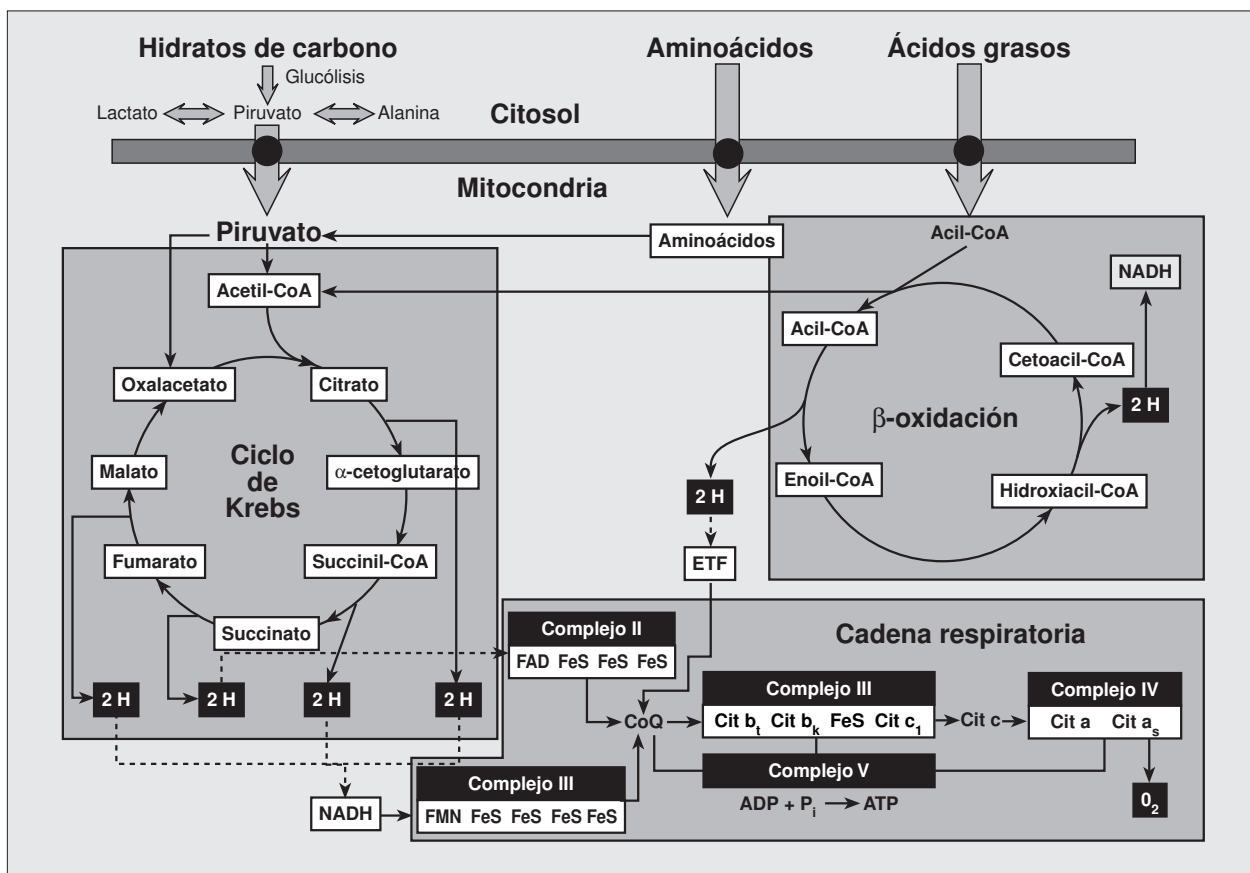 Hidratos de carbono
Aminoácidos
Ácidos grasos
Glucólisis
Lactato
Piruvato
Alanina
Citosol
Mitocondria
Piruvato
Aminoácidos
Acil-CoA
NADH
Acetil-CoA
Acil-CoA
Cetoacil-CoA
Oxalacetato
Citrato
2 H
β-oxidación
Ciclo
de
Krebs
Malato
α-cetoglutarato
Enoil-CoA
Hidroxiacil-CoA
2 H
Fumarato
Succinil-CoA
ETF
Succinato
Complejo II
FAD FeS FeS FeS
Cadena respiratoria
2 H
2 H
2 H
2 H
Complejo III
Cit bt Cit bk FeS Cit c1
Complejo IV
Cit a Cit as
CoQ
Cit c
Complejo V
ADP + Pi
ATP
Complejo III
FMN FeS FeS FeS
NADH
02